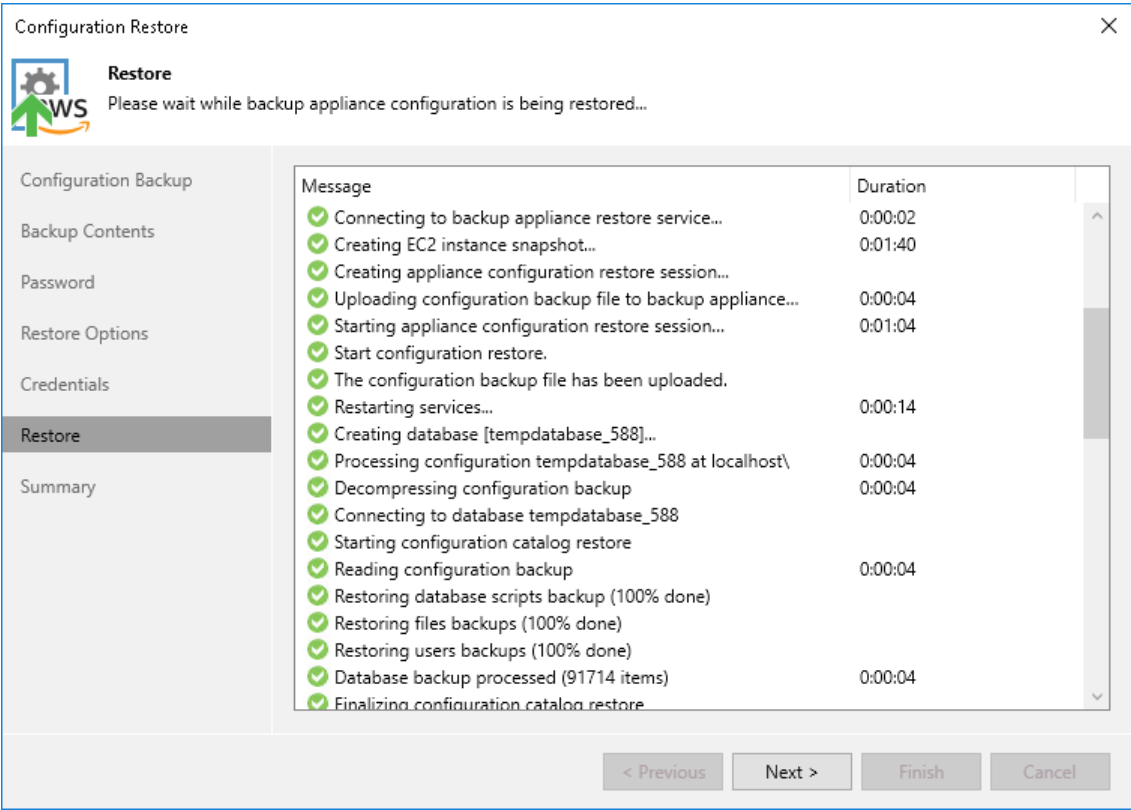 Configuration Restore
Restore
Please wait while backup appliance configuration is being restored...
aws
Configuration Backup
Backup Contents
Password
Restore Options
Credentials
Restore
Summary
Message Duration
Connecting to backup appliance restore service... 0:00:02
Creating EC2 instance snapshot... 0:01:40
Creating appliance configuration restore session...
Uploading configuration backup file to backup appliance... 0:00:04
Starting appliance configuration restore session... 0:01:04
Start configuration restore.
The configuration backup file has been uploaded.
Restarting services... 0:00:14
Creating database [tempdatabase_588]...
Processing configuration tempdatabase_588 at localhost\ 0:00:04
Decompressing configuration backup 0:00:04
Connecting to database tempdatabase_588
Starting configuration catalog restore
Reading configuration backup 0:00:04
Restoring database scripts backup (100% done)
Restoring files backups (100% done)
Restoring users backups (100% done)
Database backup processed (91714 items) 0:00:04
Finalizing configuration catalog restore
< Previous Next > Finish Cancel